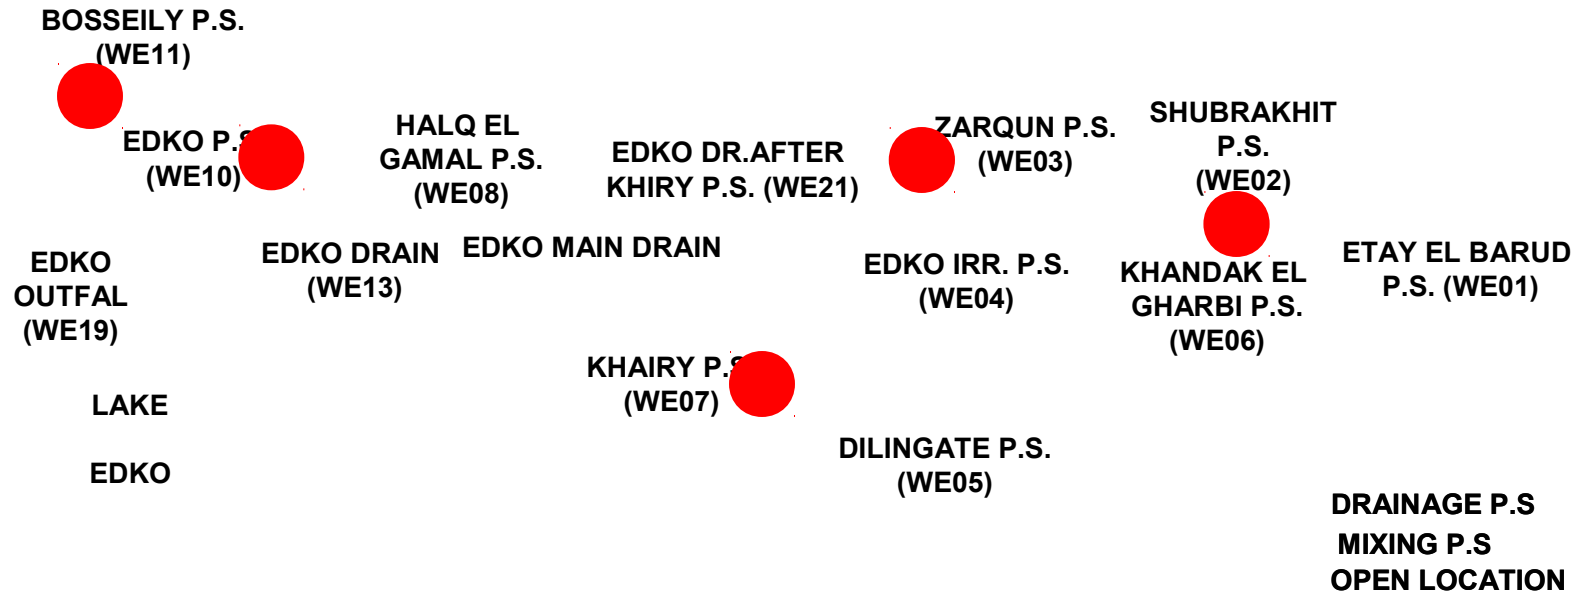 BOSSEILY P.S.
(WE11)
EDKO P.S
(WE10)
HALQ EL
GAMAL P.S.
(WE08)
EDKO DR.AFTER
KHIRY P.S. (WE21)
ZARQUN P.S.
(WE03)
SHUBRAKHIT
P.S.
(WE02)
EDKO
OUTFAL
(WE19)
EDKO DRAIN
(WE13)
EDKO MAIN DRAIN
EDKO IRR. P.S.
(WE04)
KHANDAK EL
GHARBI P.S.
(WE06)
ETAY EL BARUD
P.S. (WE01)
KHAIRY P.S
(WE07)
LAKE
EDKO
DILINGATE P.S.
(WE05)
DRAINAGE P.S
MIXING P.S
OPEN LOCATION